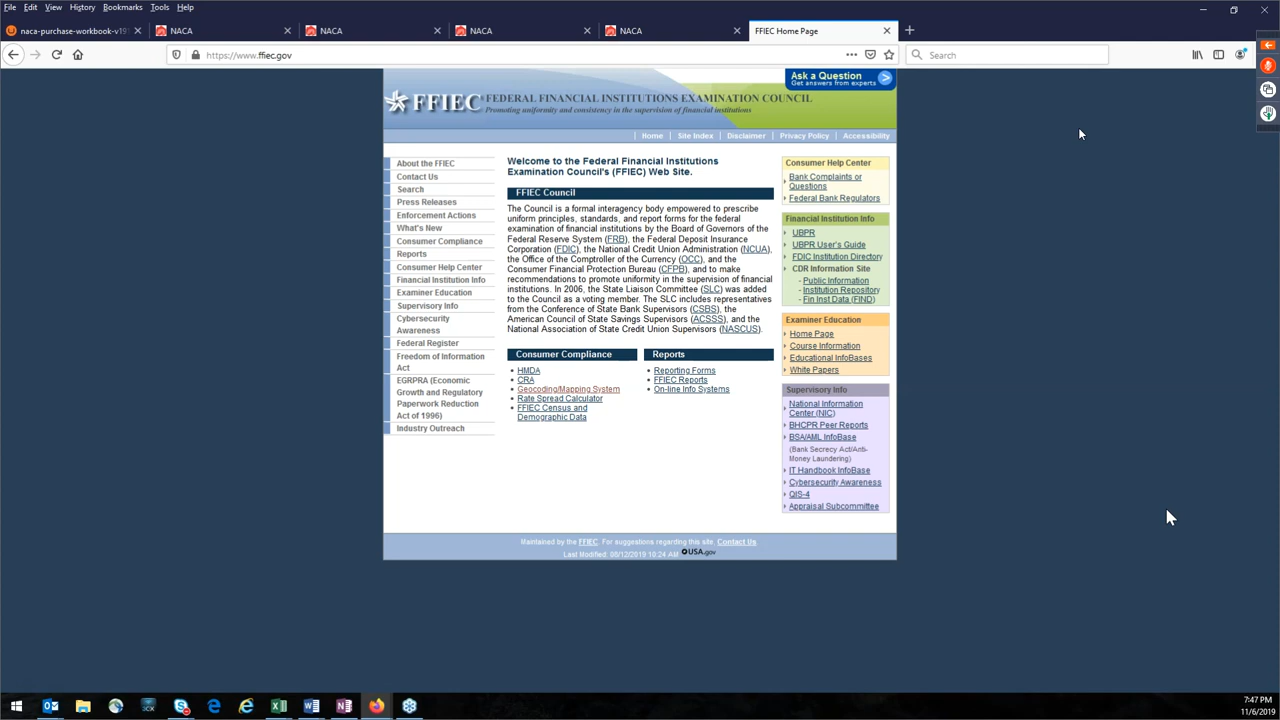 File Edit View History Bookmarks Tools Help
naca-purchase-workbook-v19
NACA
NACA
NACA
NACA
FFIEC Home Page
https://www.ffiec.gov
Search
Ask a Question
Get answers from experts
FFIEC FEDERAL FINANCIAL INSTITUTIONS EXAMINATION COUNCIL
Promoting uniformity and consistency in the supervision of financial institutions
Home | Site Index | Disclaimer | Privacy Policy | Accessibility
About the FFIEC
Contact Us
Search
Press Releases
Enforcement Actions
What's New
Consumer Compliance
Reports
Consumer Help Center
Financial Institution Info
Examiner Education
Supervisory Info
Cybersecurity
Awareness
Federal Register
Freedom of Information
Act
EGRPRA (Economic
Growth and Regulatory
Paperwork Reduction
Act of 1996)
Industry Outreach
Welcome to the Federal Financial Institutions
Examination Council's (FFIEC) Web Site.
FFIEC Council
The Council is a formal interagency body empowered to prescribe
uniform principles, standards, and report forms for the federal
examination of financial institutions by the Board of Governors of the
Federal Reserve System (FRB), the Federal Deposit Insurance
Corporation (FDIC), the National Credit Union Administration (NCUA),
the Office of the Comptroller of the Currency (OCC), and the
Consumer Financial Protection Bureau (CFPB), and to make
recommendations to promote uniformity in the supervision of financial
institutions. In 2006, the State Liaison Committee (SLC) was added
to the Council as a voting member. The SLC includes representatives
from the Conference of State Bank Supervisors (CSBS), the
American Council of State Savings Supervisors (ACSSS), and the
National Association of State Credit Union Supervisors (NASCUS).
Consumer Compliance
HMDA
CRA
Geocoding/Mapping System
Rate Spread Calculator
FFIEC Census and
Demographic Data
Reports
Reporting Forms
FFIEC Reports
On-line Info Systems
Consumer Help Center
Bank Complaints or
Questions
Federal Bank Regulators
Financial Institution Info
UBPR
UBPR User's Guide
FDIC Institution Directory
CDR Information Site
- Public Information
- Institution Repository
- Fin Inst Data (FIND)
Examiner Education
Home Page
Course Information
Educational InfoBases
White Papers
Supervisory Info
National Information
Center (NIC)
BHCPR Peer Reports
BSA/AML InfoBase
(Bank Secrecy Act/Anti-
Money Laundering)
IT Handbook InfoBase
Cybersecurity Awareness
QIS-4
Appraisal Subcommittee
Maintained by the FFIEC. For suggestions regarding this site, Contact Us.
Last Modified: 08/12/2019 10:24 AM USA.gov
7:47 PM
11/6/2019